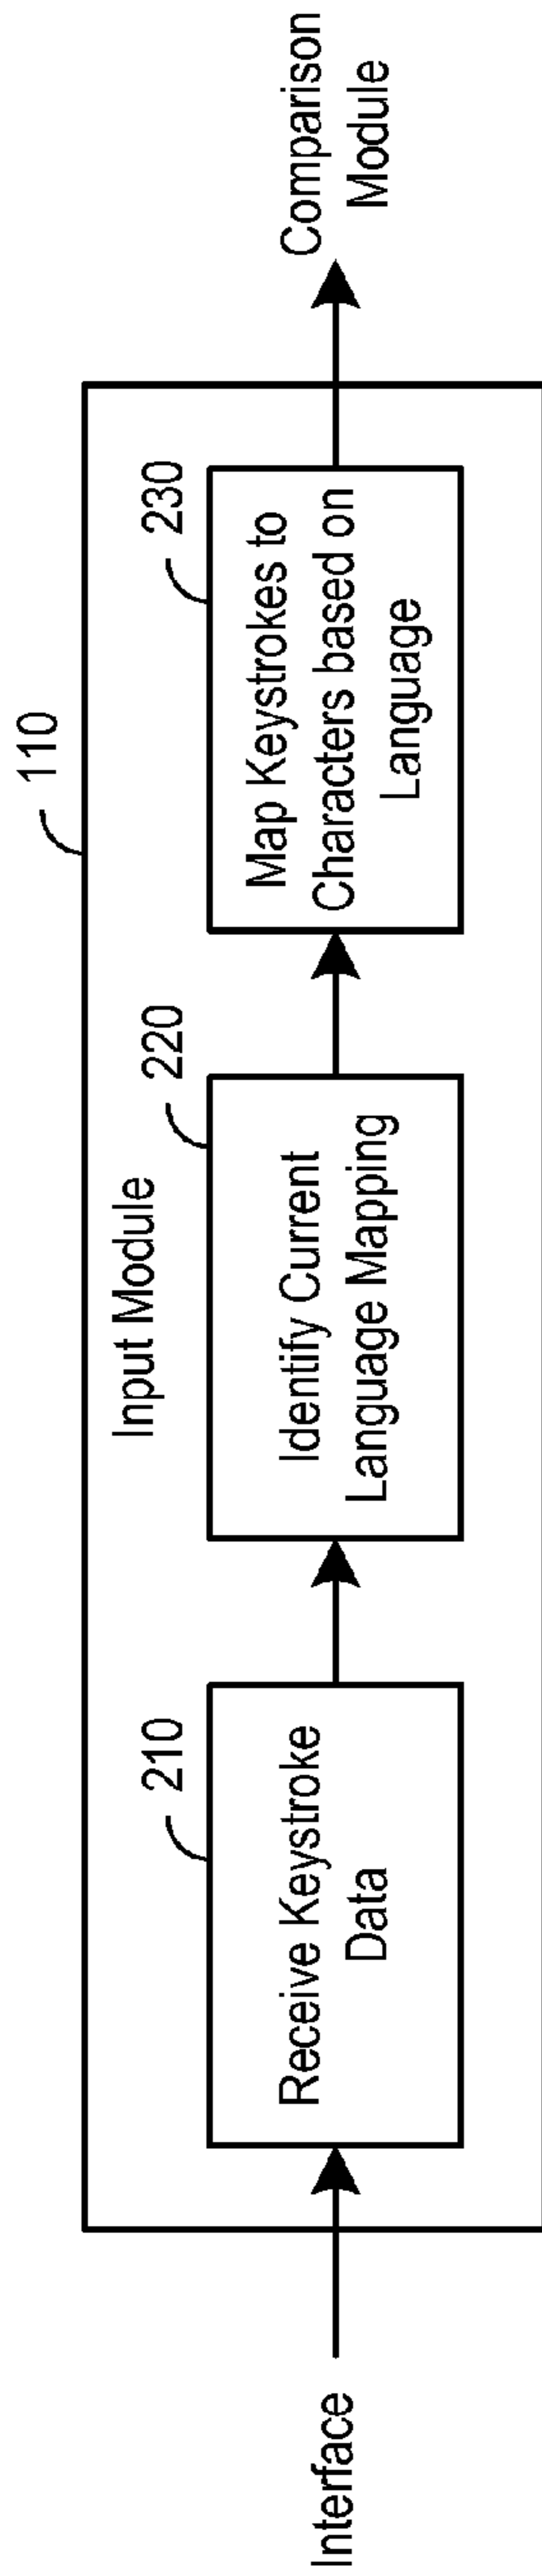 110
Input Module
Interface
210
Receive Keystroke
Data
220
Identify Current
Language Mapping
230
Map Keystrokes to
Characters based on
Language
Comparison
Module